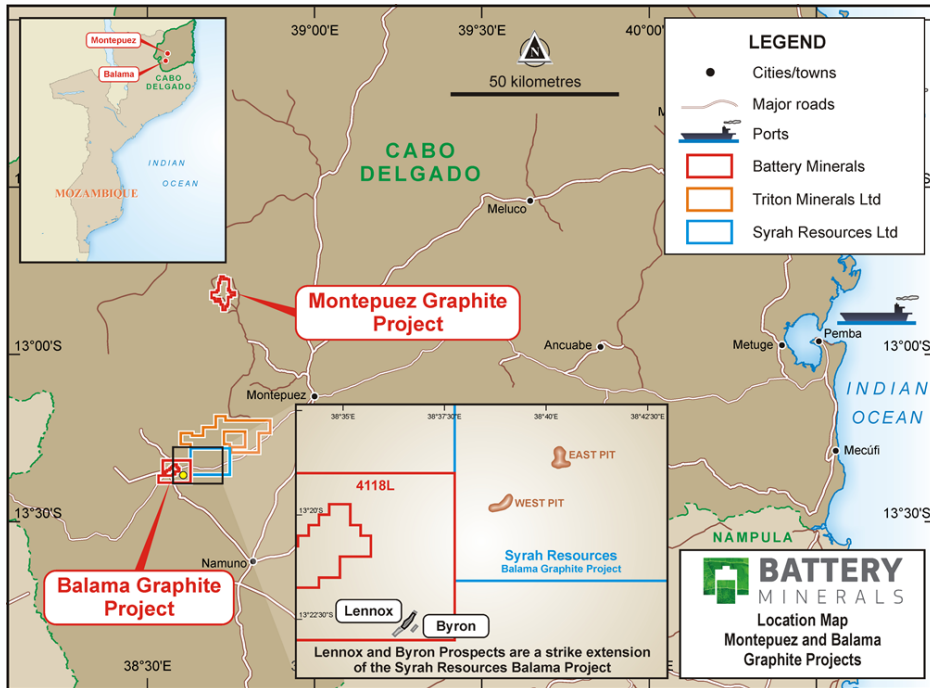 39°00'E
39°30'E
40°00'
Montepuez
Balama
CABO
DELGADO
INDIAN
OCEAN
MOZAMBIQUE
N
50 kilometres
LEGEND
Cities/towns
Major roads
Ports
Battery Minerals
Triton Minerals Ltd
Syrah Resources Ltd
CABO
DELGADO
Meluco
M
Montepuez Graphite
Project
13°00'S
Ancuabe
Metuge
Pemba
13°00'S
Montepuez
INDIAN
OCEAN
Mecúfi
38°35'E
38°37'30"E
38°40'E
38°42'30"E
EAST PIT
4118L
WEST PIT
13°20'S
13°30'S
13°30'S
Syrah Resources
Balama Graphite Project
NAMPULA
Namuno
Balama Graphite
Project
13°22'30"S
Lennox
Byron
Lennox and Byron Prospects are a strike extension
of the Syrah Resources Balama Project
BATTERY
MINERALS
Location Map
Montepuez and Balama
Graphite Projects
38°30'E
39°